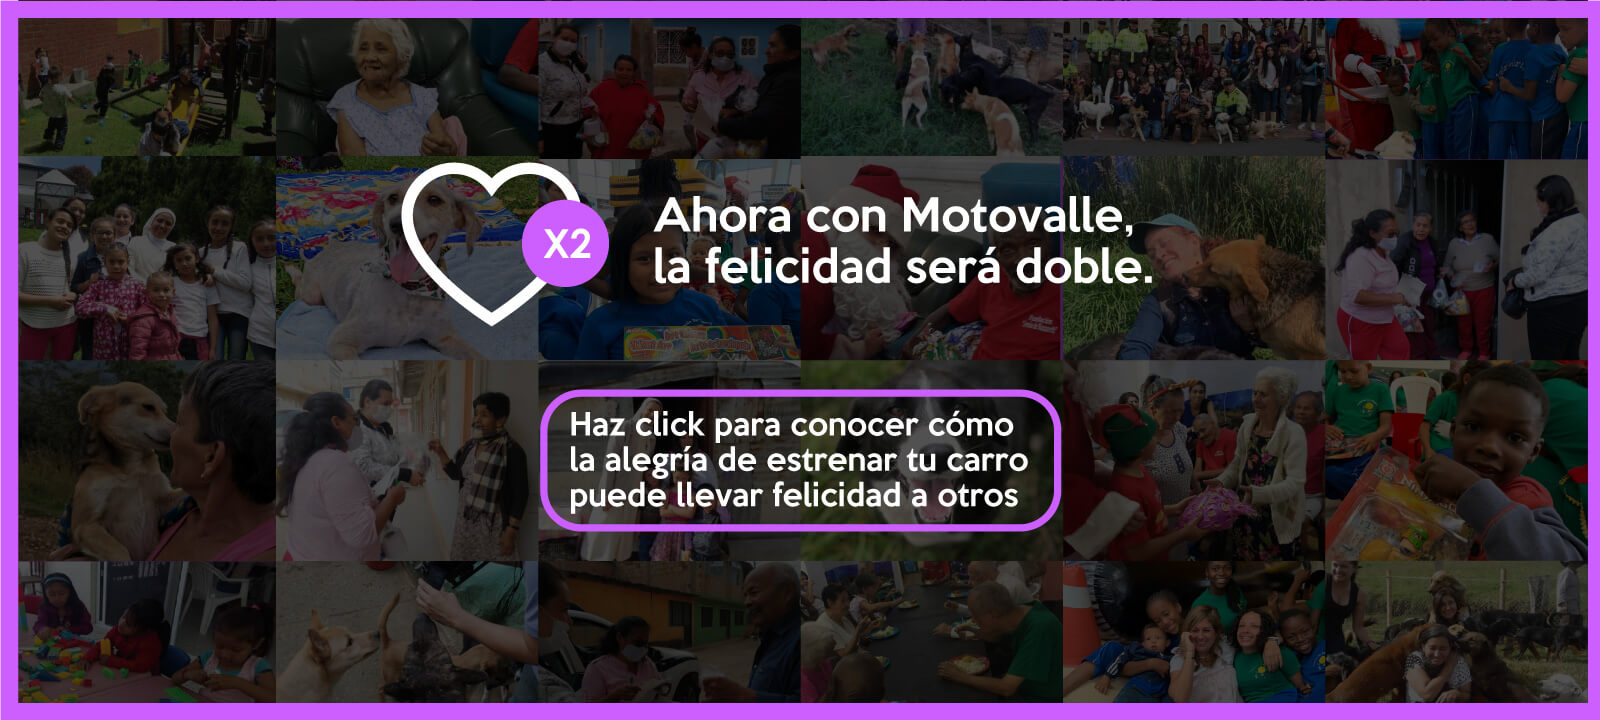 X2
Ahora con Motovalle,
la felicidad será doble.
Haz click para conocer cómo
la alegría de estrenar tu carro
puede llevar felicidad a otros